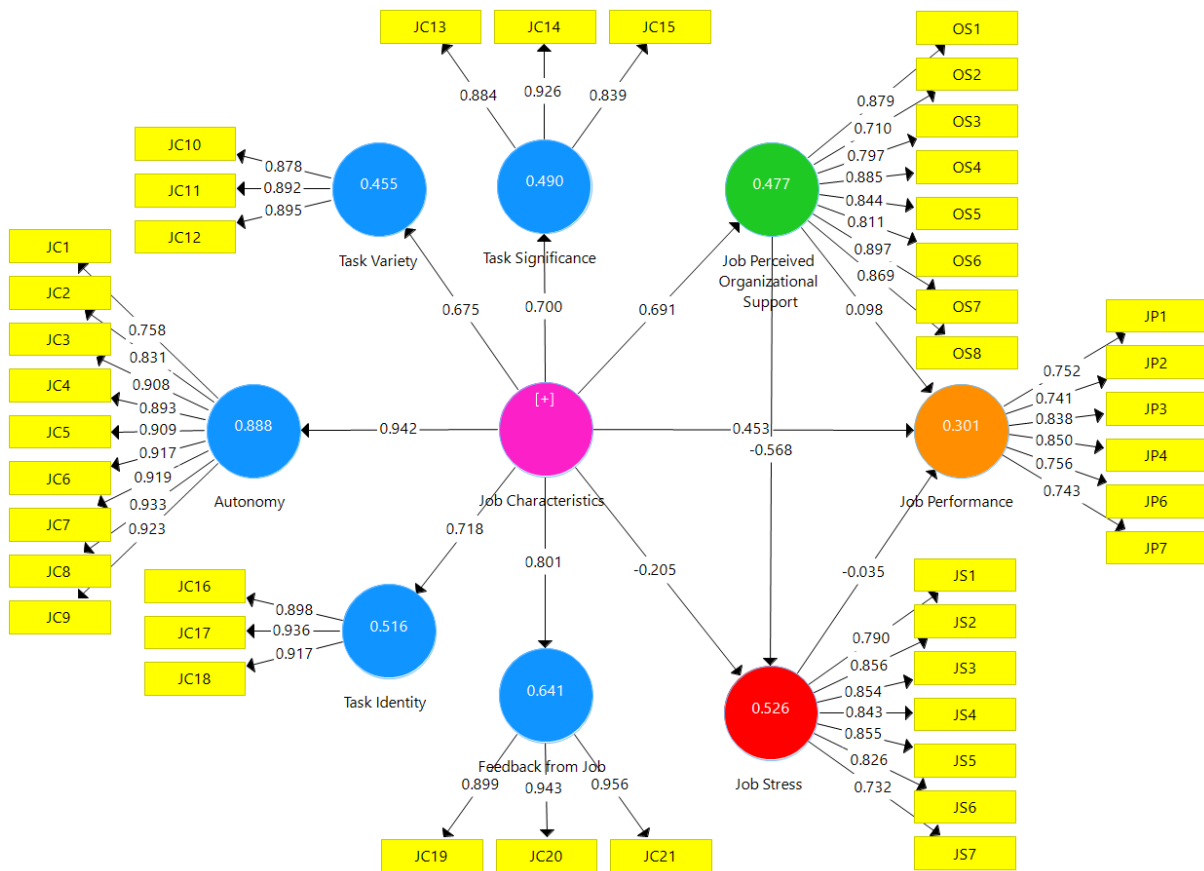 JC13
JC14
JC15
OS1
OS2
OS3
OS4
OS5
OS6
OS7
OS8
0.884
0.926
0.839
0.879
0.710
0.797
0.885
0.844
0.811
0.897
0.869
JC10
JC11
JC12
0.878
0.892
0.895
0.455
Task Variety
0.490
Task Significance
0.477
Job Perceived
Organizational
Support
0.675
0.700
0.691
0.098
JC1
JC2
JC3
JC4
JC5
JC6
JC7
JC8
JC9
0.758
0.831
0.908
0.893
0.909
0.917
0.919
0.933
0.923
0.888
Autonomy
0.942
[+]
Job Characteristics
0.453
-0.568
0.301
Job Performance
0.752
0.741
0.838
0.850
0.756
0.743
JP1
JP2
JP3
JP4
JP6
JP7
0.718
0.801
-0.205
-0.035
JC16
JC17
JC18
0.898
0.936
0.917
0.516
Task Identity
0.641
Feedback from Job
0.899
0.943
0.956
JC19
JC20
JC21
0.526
Job Stress
0.790
0.856
0.854
0.843
0.855
0.826
0.732
JS1
JS2
JS3
JS4
JS5
JS6
JS7